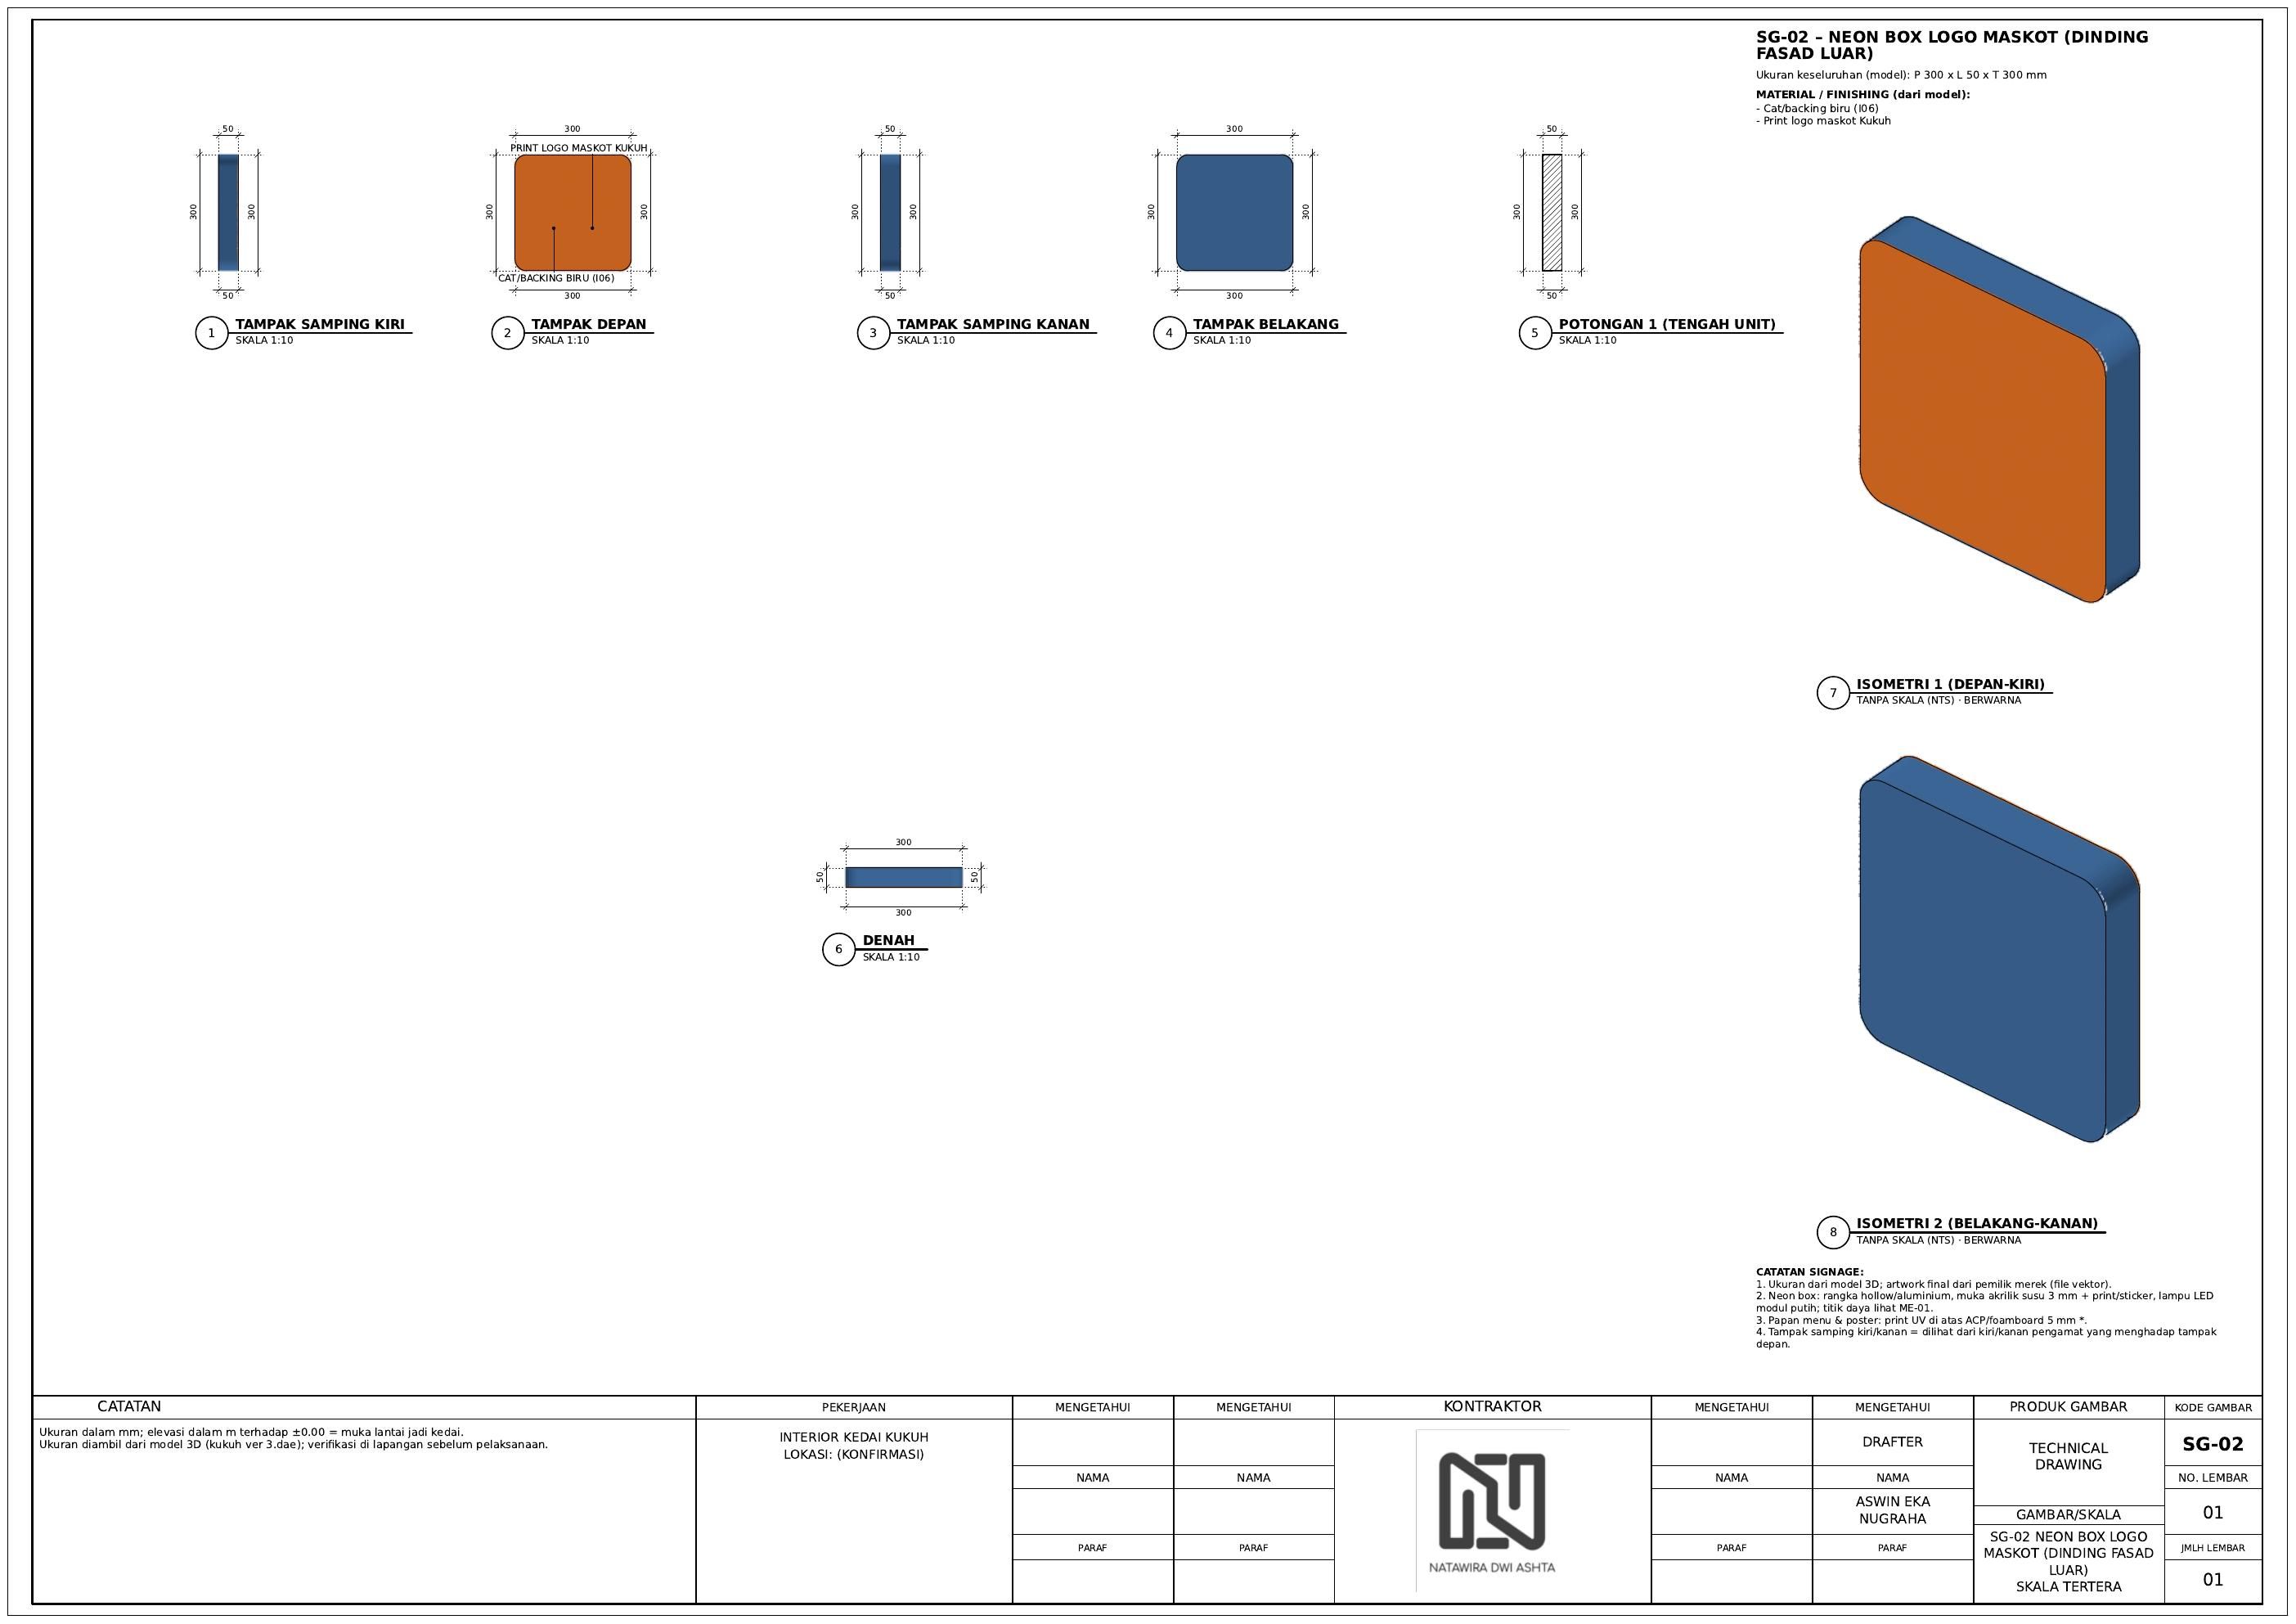 SG-02 – NEON BOX LOGO MASKOT (DINDING
FASAD LUAR)
Ukuran keseluruhan (model): P 300 x L 50 x T 300 mm
MATERIAL / FINISHING (dari model):
- Cat/backing biru (I06)
- Print logo maskot Kukuh
50
300
300
50
1
TAMPAK SAMPING KIRI
SKALA 1:10
300
PRINT LOGO MASKOT KUKUH
300
300
CAT/BACKING BIRU (I06)
300
2
TAMPAK DEPAN
SKALA 1:10
50
300
300
50
3
TAMPAK SAMPING KANAN
SKALA 1:10
300
300
300
300
4
TAMPAK BELAKANG
SKALA 1:10
50
300
300
50
5
POTONGAN 1 (TENGAH UNIT)
SKALA 1:10
7
ISOMETRI 1 (DEPAN-KIRI)
TANPA SKALA (NTS) · BERWARNA
300
50
50
300
6
DENAH
SKALA 1:10
8
ISOMETRI 2 (BELAKANG-KANAN)
TANPA SKALA (NTS) · BERWARNA
CATATAN SIGNAGE:
1. Ukuran dari model 3D; artwork final dari pemilik merek (file vektor).
2. Neon box: rangka hollow/aluminium, muka akrilik susu 3 mm + print/sticker, lampu LED
modul putih; titik daya lihat ME-01.
3. Papan menu & poster: print UV di atas ACP/foamboard 5 mm *.
4. Tampak samping kiri/kanan = dilihat dari kiri/kanan pengamat yang menghadap tampak
depan.
CATATAN
Ukuran dalam mm; elevasi dalam m terhadap ±0.00 = muka lantai jadi kedai.
Ukuran diambil dari model 3D (kukuh ver 3.dae); verifikasi di lapangan sebelum pelaksanaan.
PEKERJAAN
INTERIOR KEDAI KUKUH
LOKASI: (KONFIRMASI)
MENGETAHUI
NAMA
PARAF
MENGETAHUI
NAMA
PARAF
KONTRAKTOR
NATAWIRA DWI ASHTA
MENGETAHUI
NAMA
PARAF
MENGETAHUI
DRAFTER
NAMA
ASWIN EKA
NUGRAHA
PARAF
PRODUK GAMBAR
TECHNICAL
DRAWING
GAMBAR/SKALA
SG-02 NEON BOX LOGO
MASKOT (DINDING FASAD
LUAR)
SKALA TERTERA
KODE GAMBAR
SG-02
NO. LEMBAR
01
JMLH LEMBAR
01